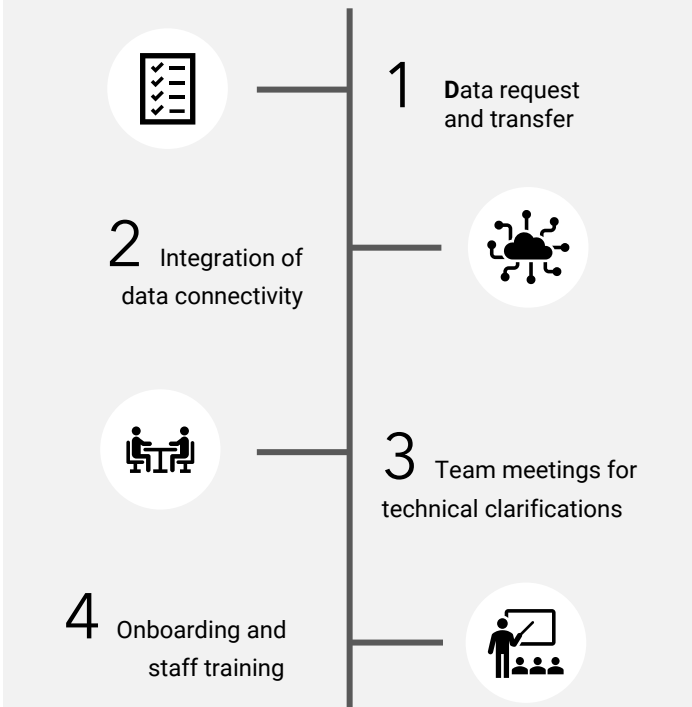 1 Data request
and transfer
2 Integration of
data connectivity
3 Team meetings for
technical clarifications
4 Onboarding and
staff training